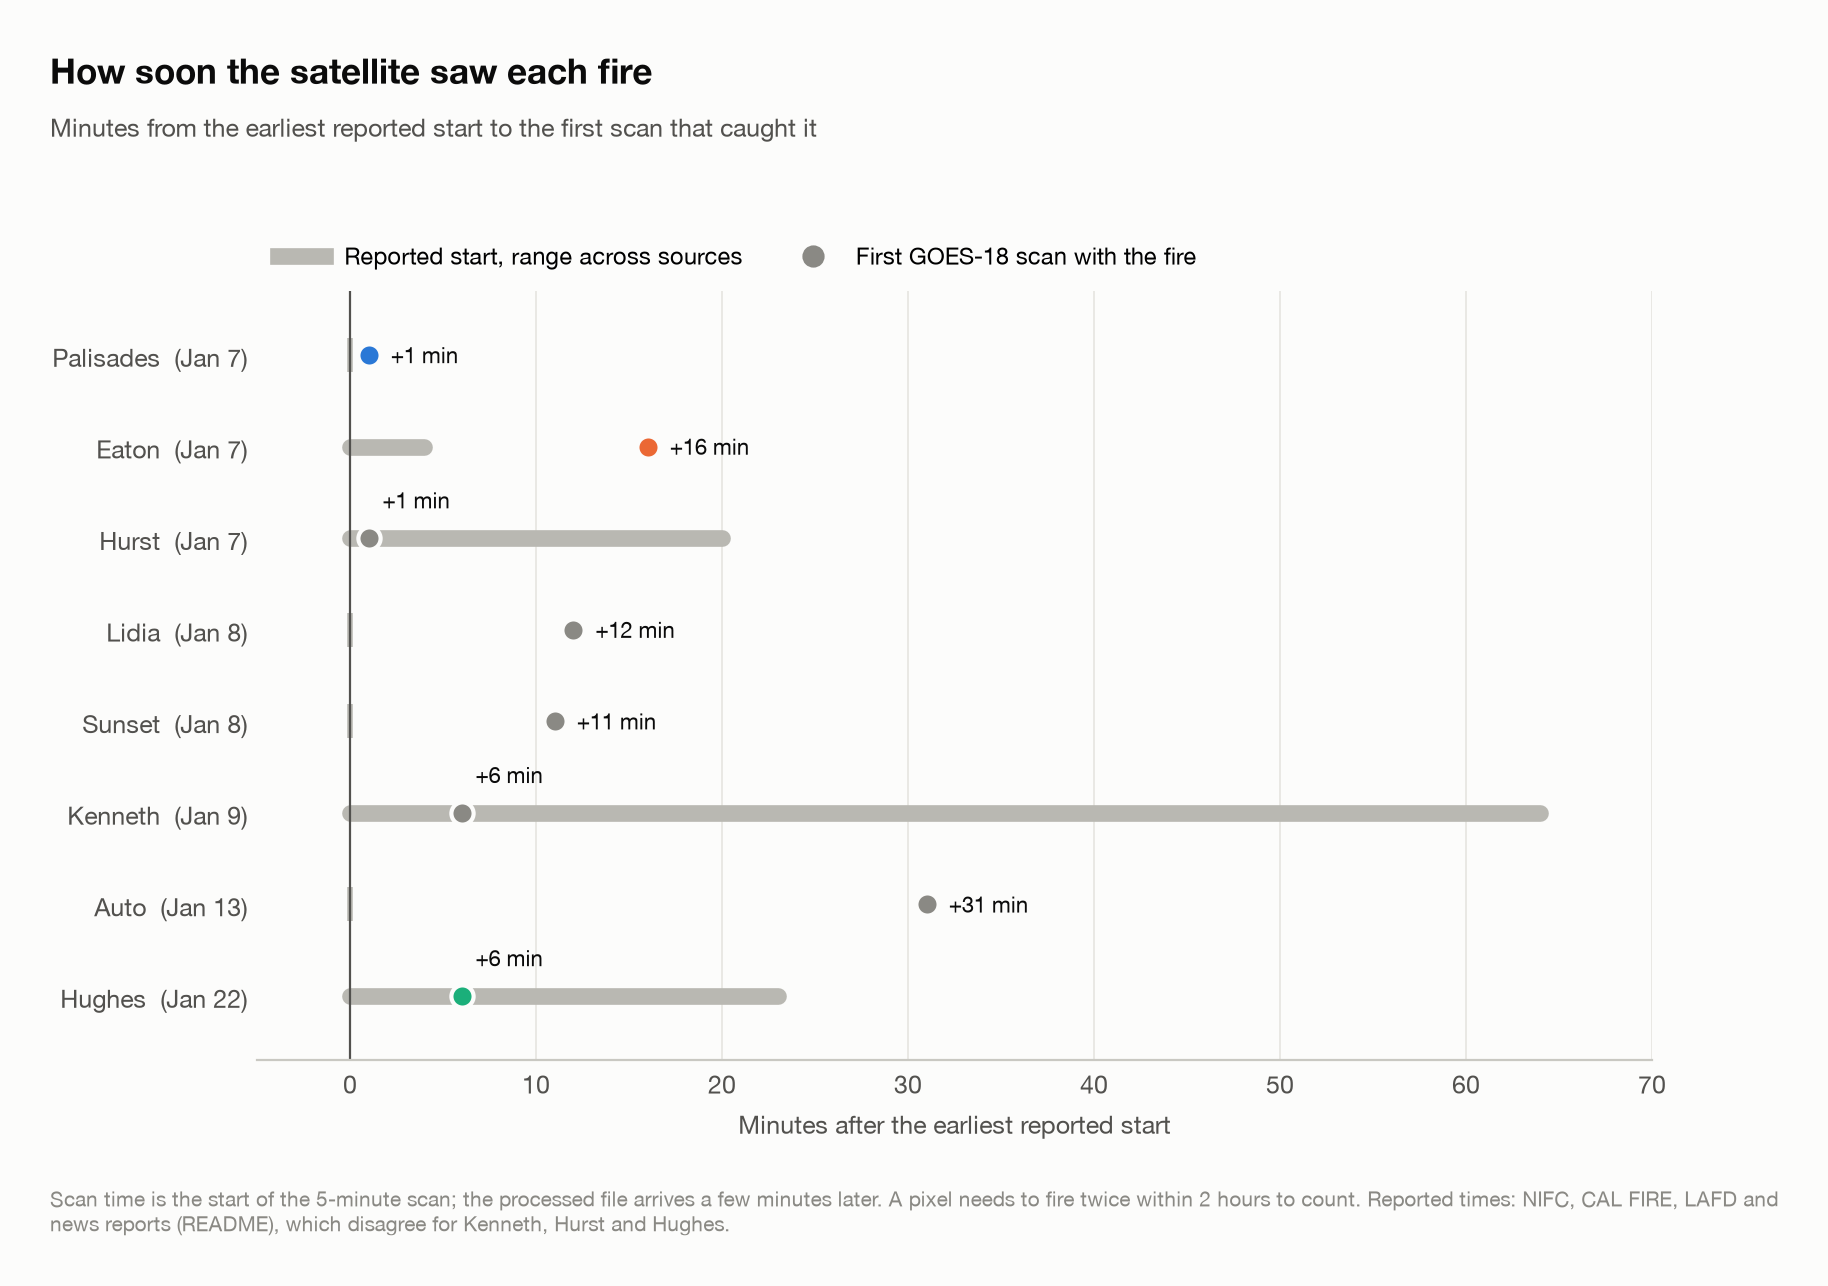 How soon the satellite saw each fire
Minutes from the earliest reported start to the first scan that caught it
Reported start, range across sources
First GOES-18 scan with the fire
Palisades (Jan 7)
+1 min
Eaton (Jan 7)
+16 min
+1 min
Hurst (Jan 7)
Lidia (Jan 8)
+12 min
Sunset (Jan 8)
+11 min
+6 min
Kenneth (Jan 9)
Auto (Jan 13)
+31 min
+6 min
Hughes (Jan 22)
0 10 20 30 40 50 60 70
Minutes after the earliest reported start
Scan time is the start of the 5-minute scan; the processed file arrives a few minutes later. A pixel needs to fire twice within 2 hours to count. Reported times: NIFC, CAL FIRE, LAFD and
news reports (README), which disagree for Kenneth, Hurst and Hughes.